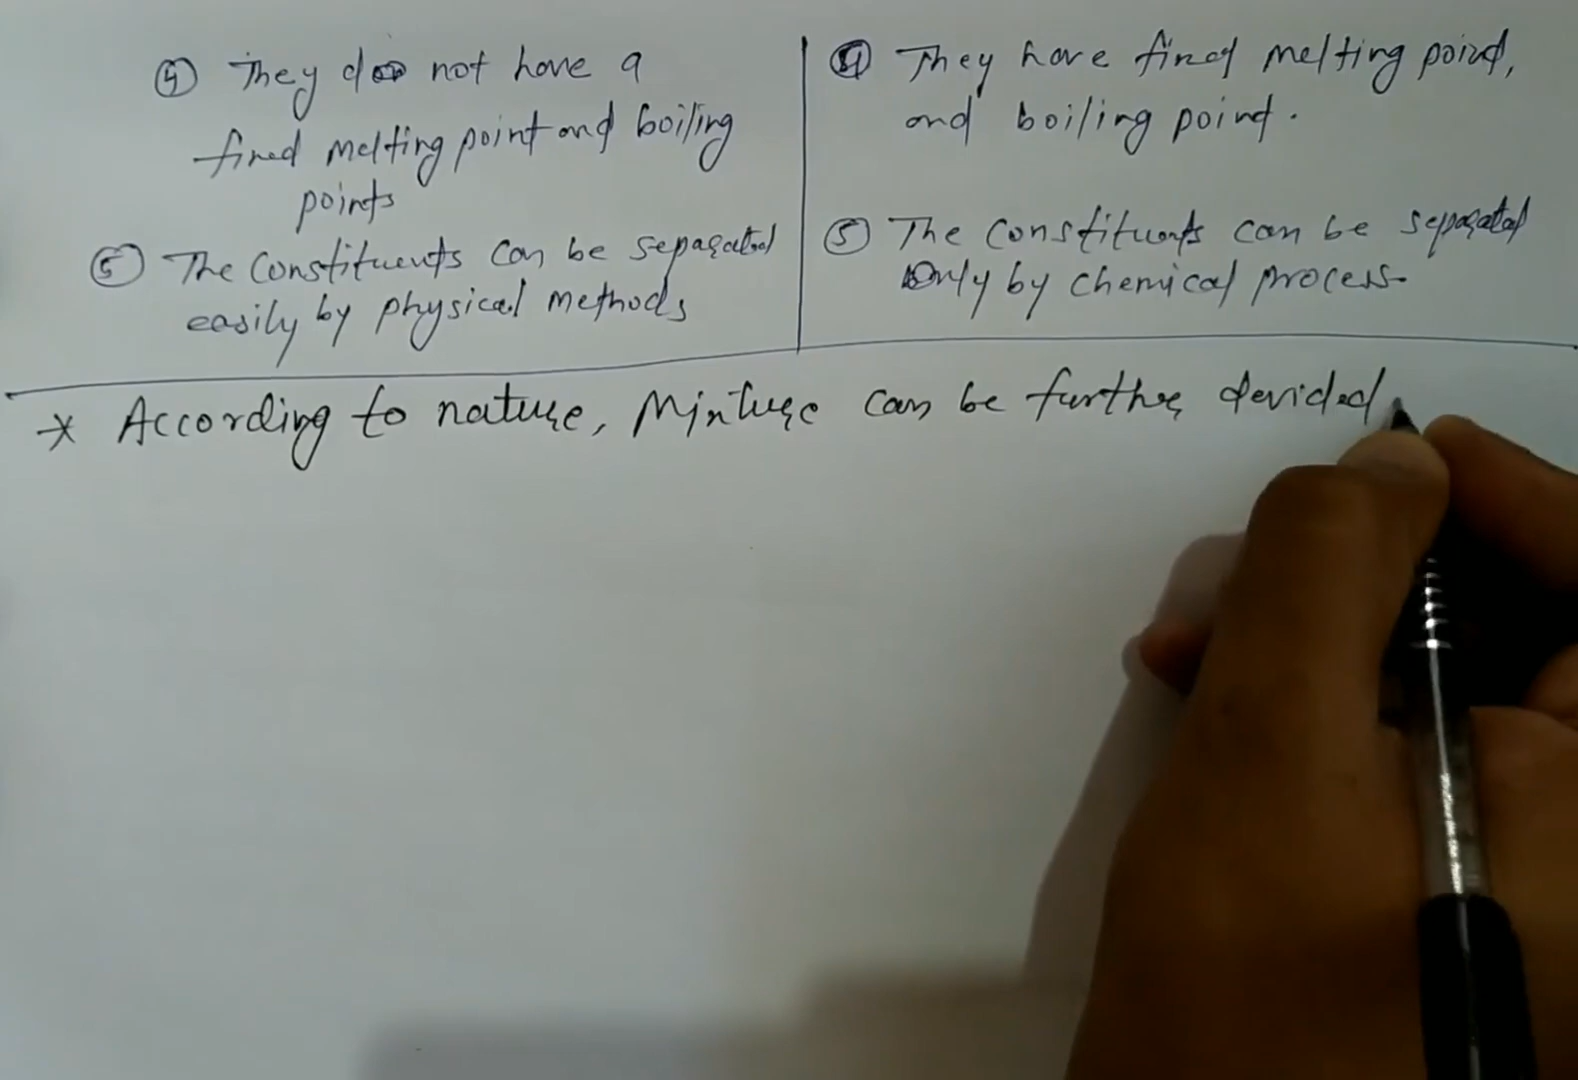 ④ They do not have a
fixed melting point and boiling
points
⑤ The constituents can be separated
easily by physical methods
④ They have fixed melting point,
and boiling point.
⑤ The constituents can be separated
Only by chemical process.
* According to nature, Mixture can be further devided